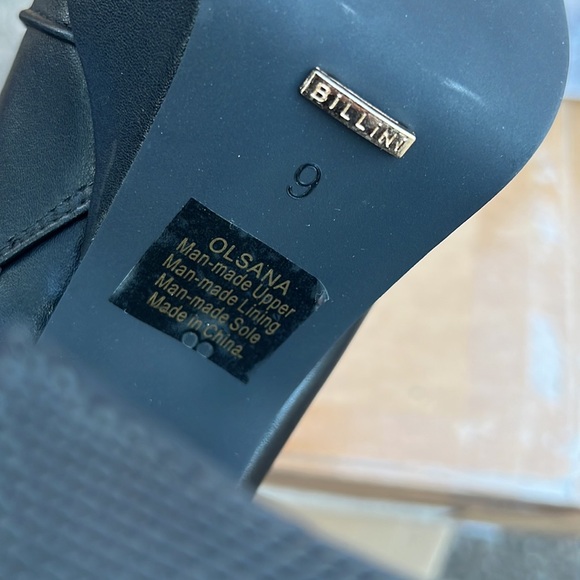 BILLINI
9
OLSANA
Man-made Upper
Man-made Lining
Man-made Sole
Made in China